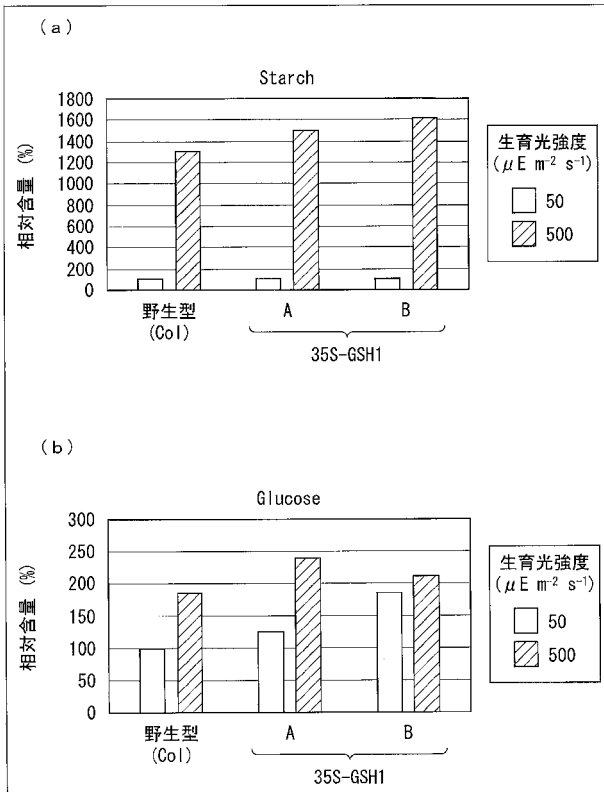 (a)
Starch
相対含量 (%)
1800
1600
1400
1200
1000
800
600
400
200
0
野生型
(Col)
A
B
35S-GSH1
生育光強度
(μE m⁻² s⁻¹)
50
500
(b)
Glucose
相対含量 (%)
300
250
200
150
100
50
0
野生型
(Col)
A
B
35S-GSH1
生育光強度
(μE m⁻² s⁻¹)
50
500